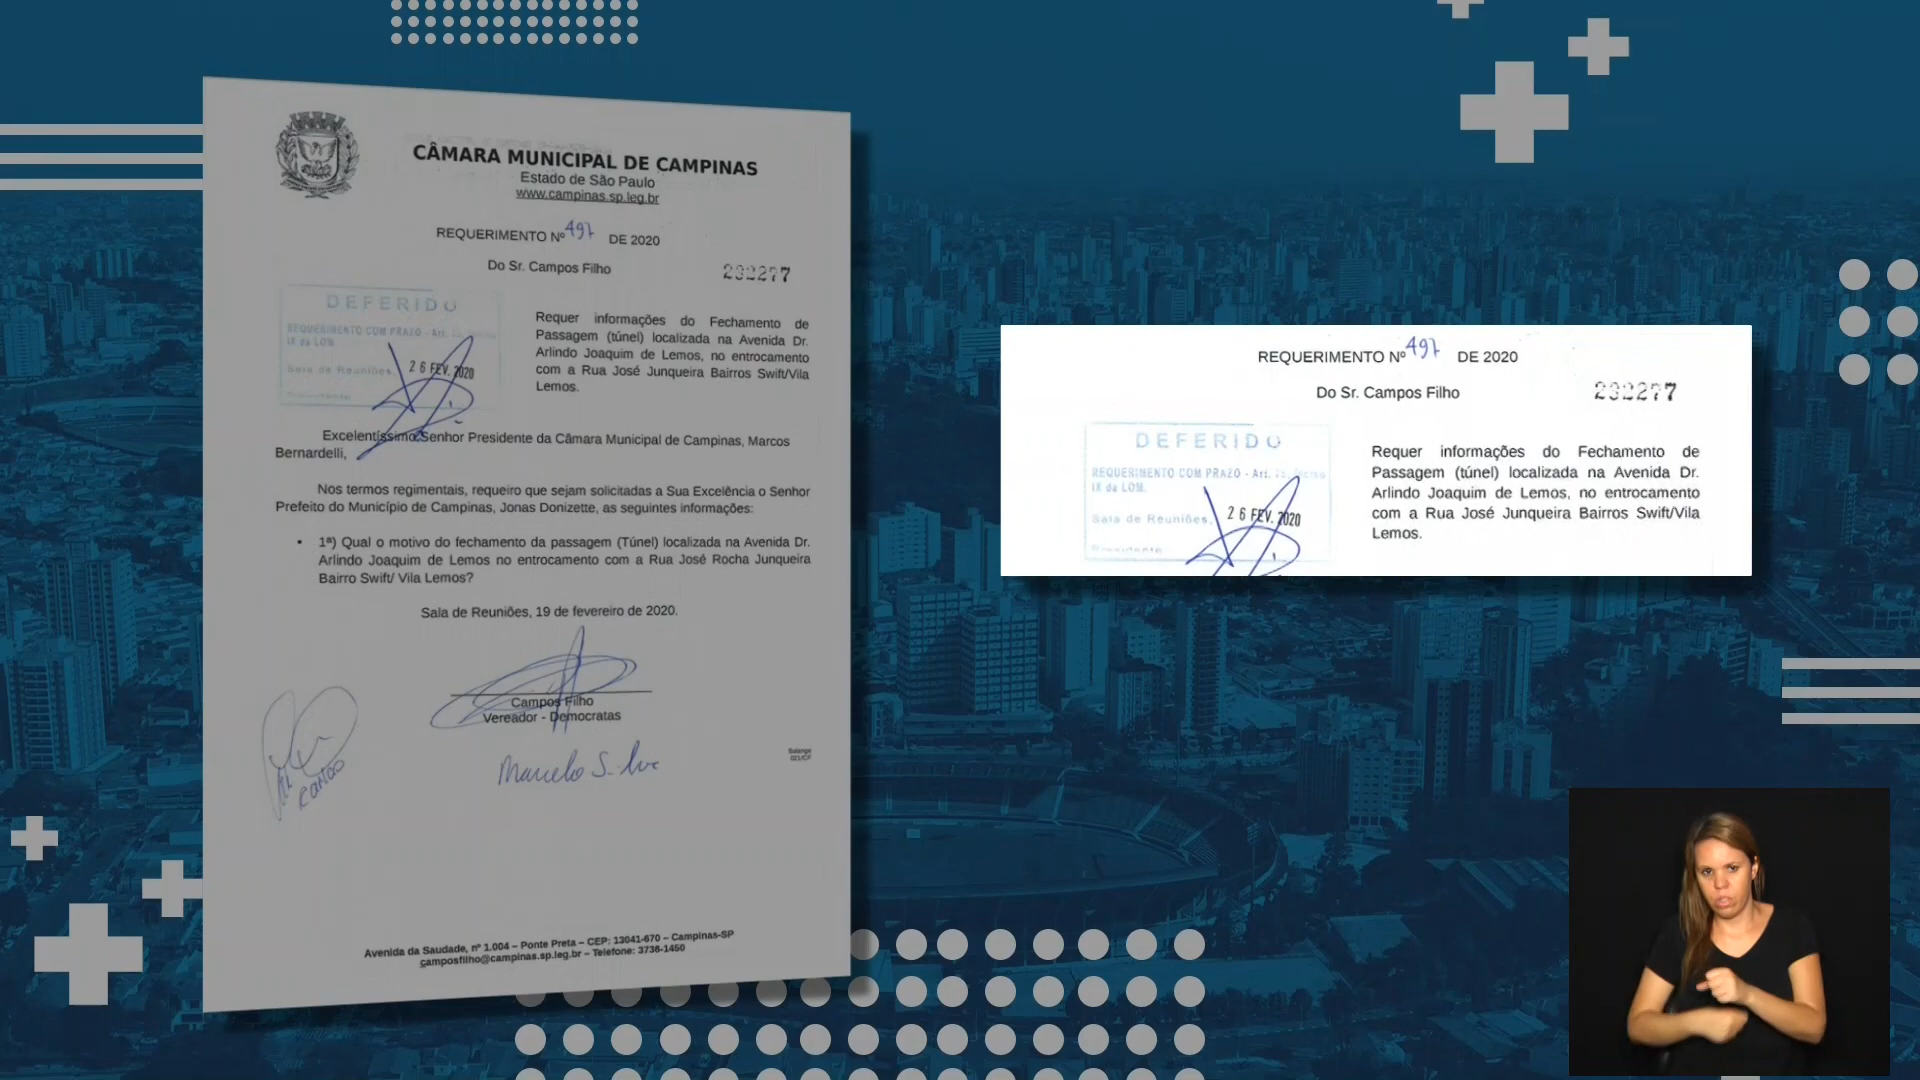 CÂMARA MUNICIPAL DE CAMPINAS
Estado de São Paulo
www.campinas.sp.leg.br
REQUERIMENTO Nº 497 DE 2020
Do Sr. Campos Filho
232277
DEFERIDO
REQUERIMENTO COM PRAZO - Art.
IX da LOM.
Sala de Reuniões, 26 FEV. 2020
Presidente
Requer informações do Fechamento de
Passagem (túnel) localizada na Avenida Dr.
Arlindo Joaquim de Lemos, no entrocamento
com a Rua José Junqueira Bairros Swift/Vila
Lemos.
Excelentíssimo Senhor Presidente da Câmara Municipal de Campinas, Marcos
Bernardelli,
Nos termos regimentais, requeiro que sejam solicitadas a Sua Excelência o Senhor
Prefeito do Município de Campinas, Jonas Donizette, as seguintes informações:
• 1ª) Qual o motivo do fechamento da passagem (Túnel) localizada na Avenida Dr.
Arlindo Joaquim de Lemos no entrocamento com a Rua José Rocha Junqueira
Bairro Swift/ Vila Lemos?
Sala de Reuniões, 19 de fevereiro de 2020.
Campos Filho
Vereador - Democratas
Marcelo Silva
Avenida da Saudade, nº 1.004 – Ponte Preta – CEP: 13041-670 – Campinas-SP
camposfilho@campinas.sp.leg.br – Telefone: 3736-1450
REQUERIMENTO Nº 497 DE 2020
Do Sr. Campos Filho
232277
DEFERIDO
REQUERIMENTO COM PRAZO - Art.
IX da LOM.
Sala de Reuniões, 26 FEV. 2020
Presidente
Requer informações do Fechamento de
Passagem (túnel) localizada na Avenida Dr.
Arlindo Joaquim de Lemos, no entrocamento
com a Rua José Junqueira Bairros Swift/Vila
Lemos.